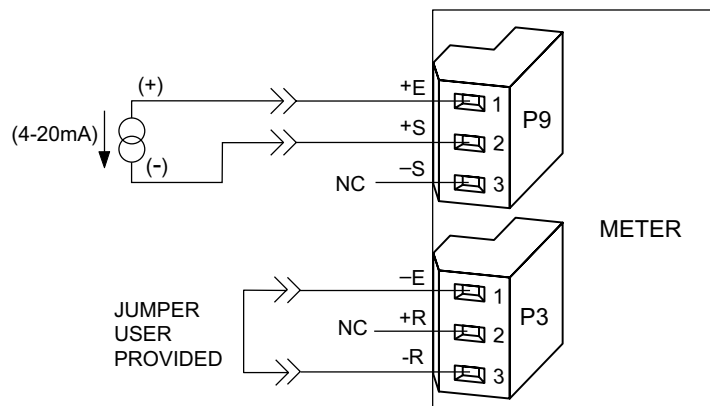 (+)
(4-20mA)
(-)
+E
1
+S
2
–S
3
NC
P9
METER
JUMPER
USER
PROVIDED
–E
1
+R
2
NC
-R
3
P3